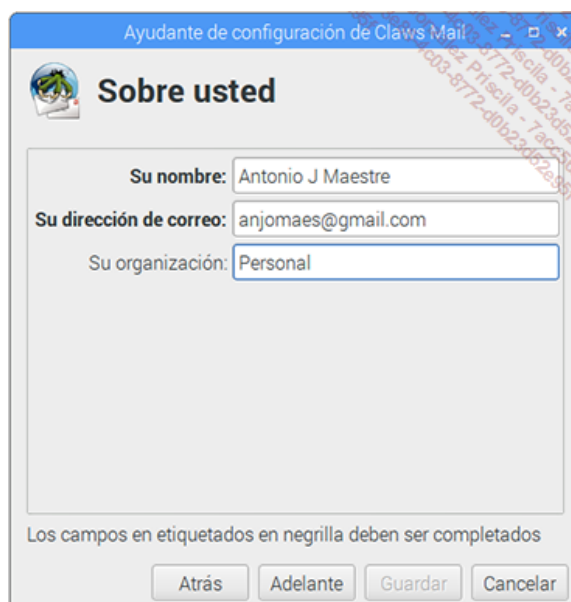 Ayudante de configuración de Claws Mail
Sobre usted
Su nombre: Antonio J Maestre
Su dirección de correo: anjomaes@gmail.com
Su organización: Personal
Los campos en etiquetados en negrilla deben ser completados
Atrás Adelante Guardar Cancelar